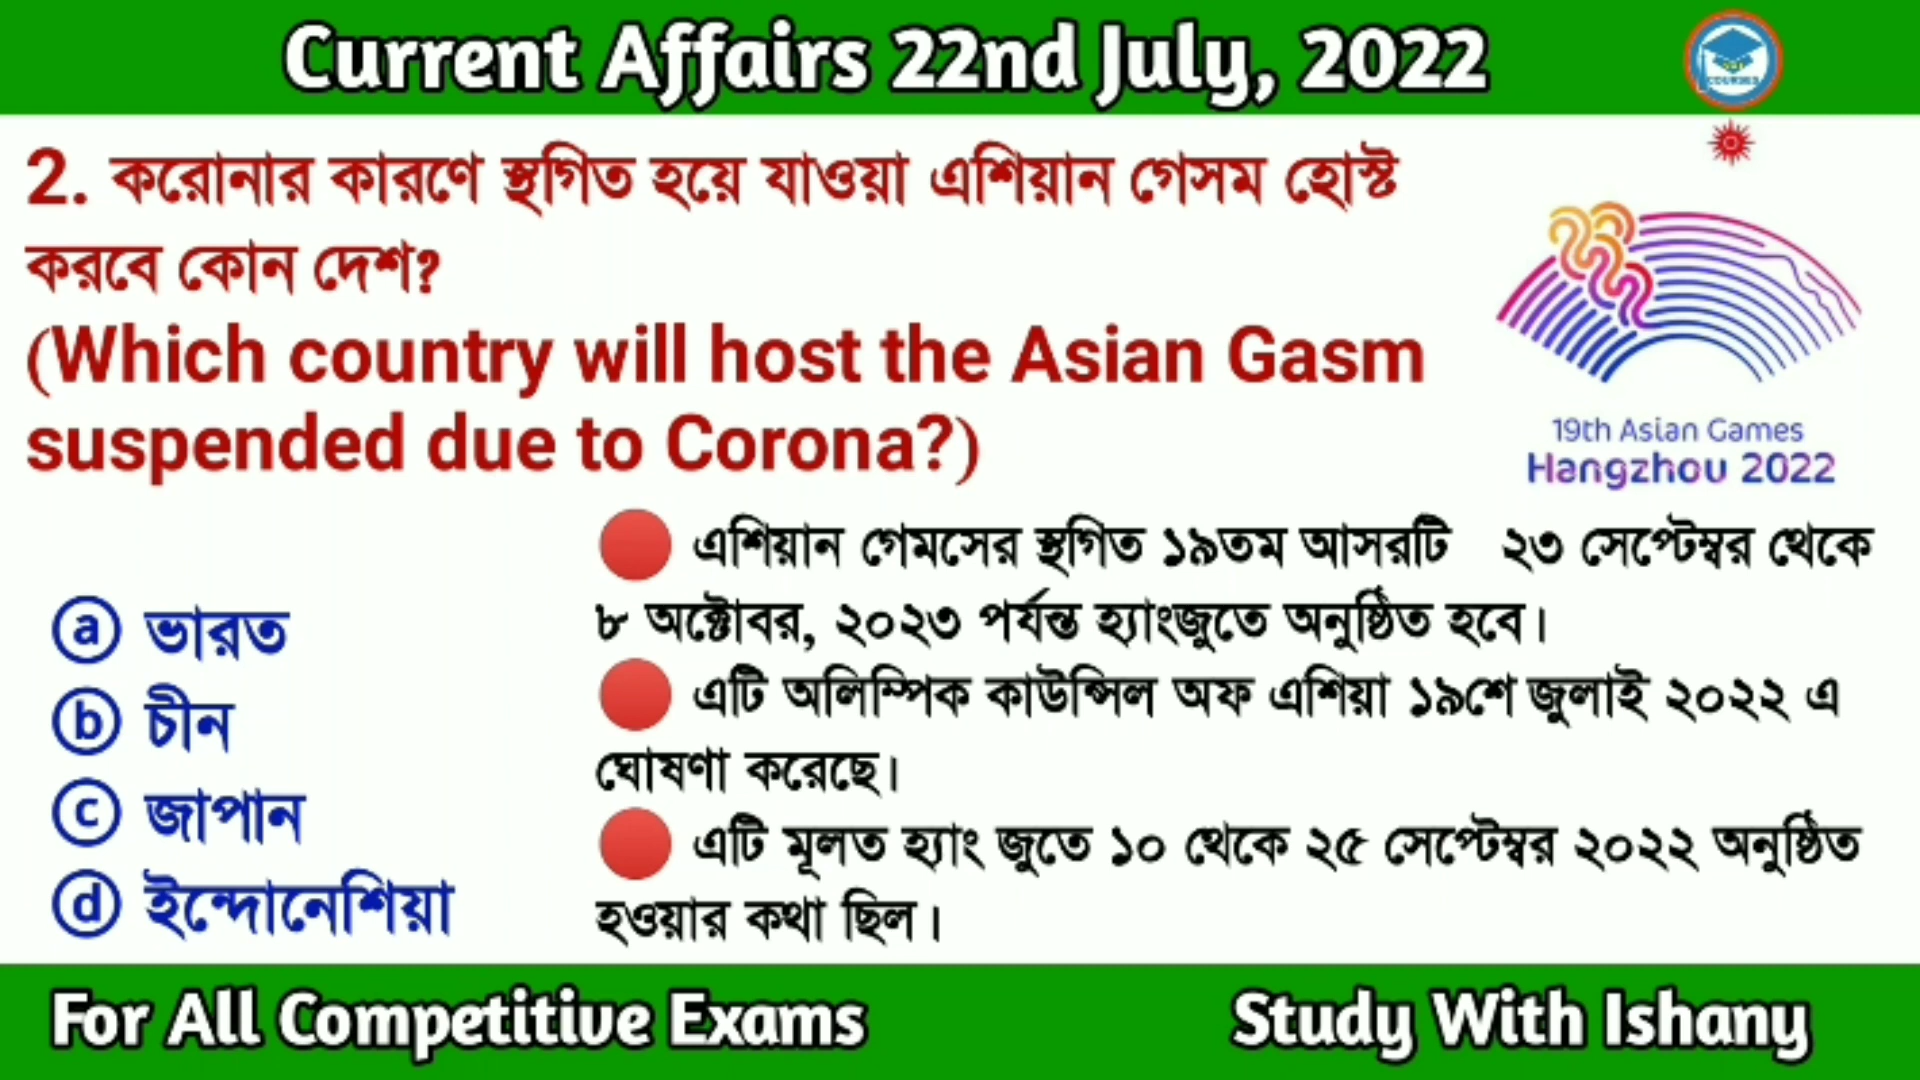 Current Affairs 22nd July, 2022
COURSES
2. করোনার কারণে স্থগিত হয়ে যাওয়া এশিয়ান গেসম হোস্ট
করবে কোন দেশ?
(Which country will host the Asian Gasm
suspended due to Corona?)
19th Asian Games
Hangzhou 2022
ⓐ ভারত
ⓑ চীন
ⓒ জাপান
ⓓ ইন্দোনেশিয়া
🔴 এশিয়ান গেমসের স্থগিত ১৯তম আসরটি ২৩ সেপ্টেম্বর থেকে
৮ অক্টোবর, ২০২৩ পর্যন্ত হ্যাংজুতে অনুষ্ঠিত হবে।
🔴 এটি অলিম্পিক কাউন্সিল অফ এশিয়া ১৯শে জুলাই ২০২২ এ
ঘোষণা করেছে।
🔴 এটি মূলত হ্যাং জুতে ১০ থেকে ২৫ সেপ্টেম্বর ২০২২ অনুষ্ঠিত
হওয়ার কথা ছিল।
For All Competitive Exams
Study With Ishany